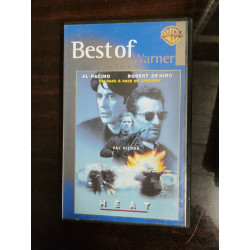 Best of
Warner
AL PACINO ROBERT DE NIRO
VAL KILMER
HEAT